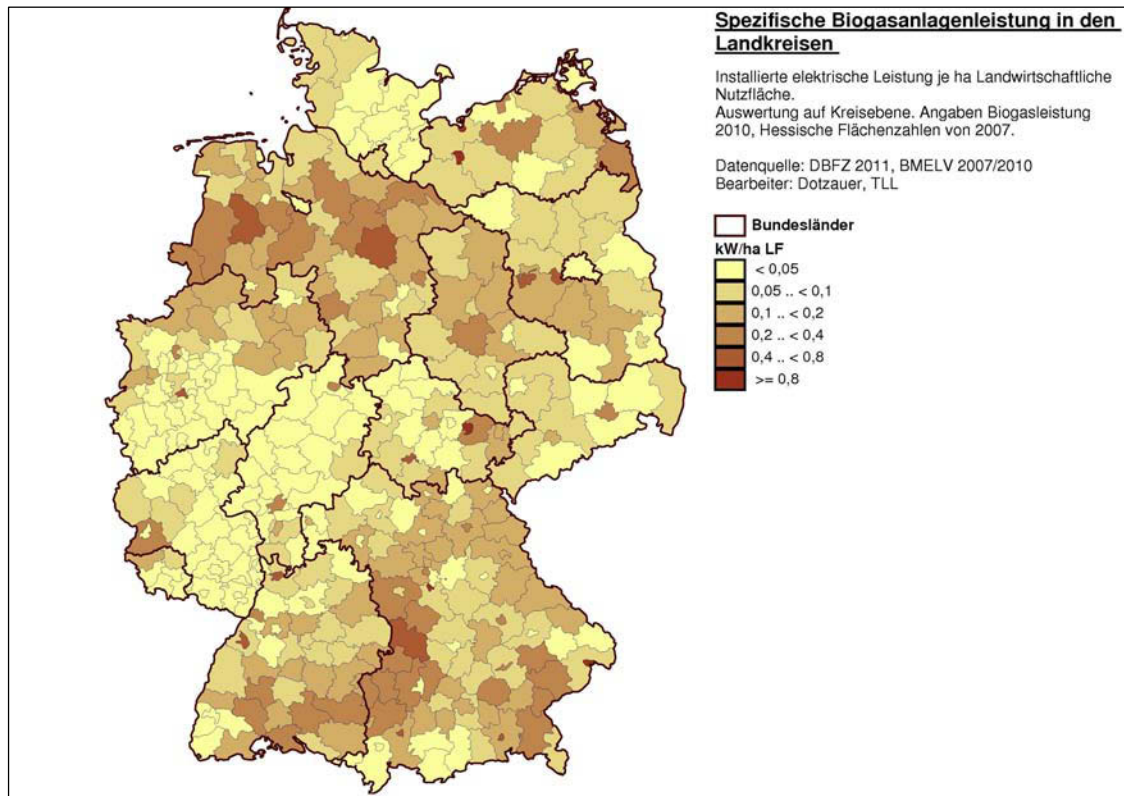 Spezifische Biogasanlagenleistung in den
Landkreisen
Installierte elektrische Leistung je ha Landwirtschaftliche
Nutzfläche.
Auswertung auf Kreisebene. Angaben Biogasleistung
2010, Hessische Flächenzahlen von 2007.
Datenquelle: DBFZ 2011, BMELV 2007/2010
Bearbeiter: Dotzauer, TLL
Bundesländer
kW/ha LF
< 0,05
0,05 .. < 0,1
0,1 .. < 0,2
0,2 .. < 0,4
0,4 .. < 0,8
>= 0,8